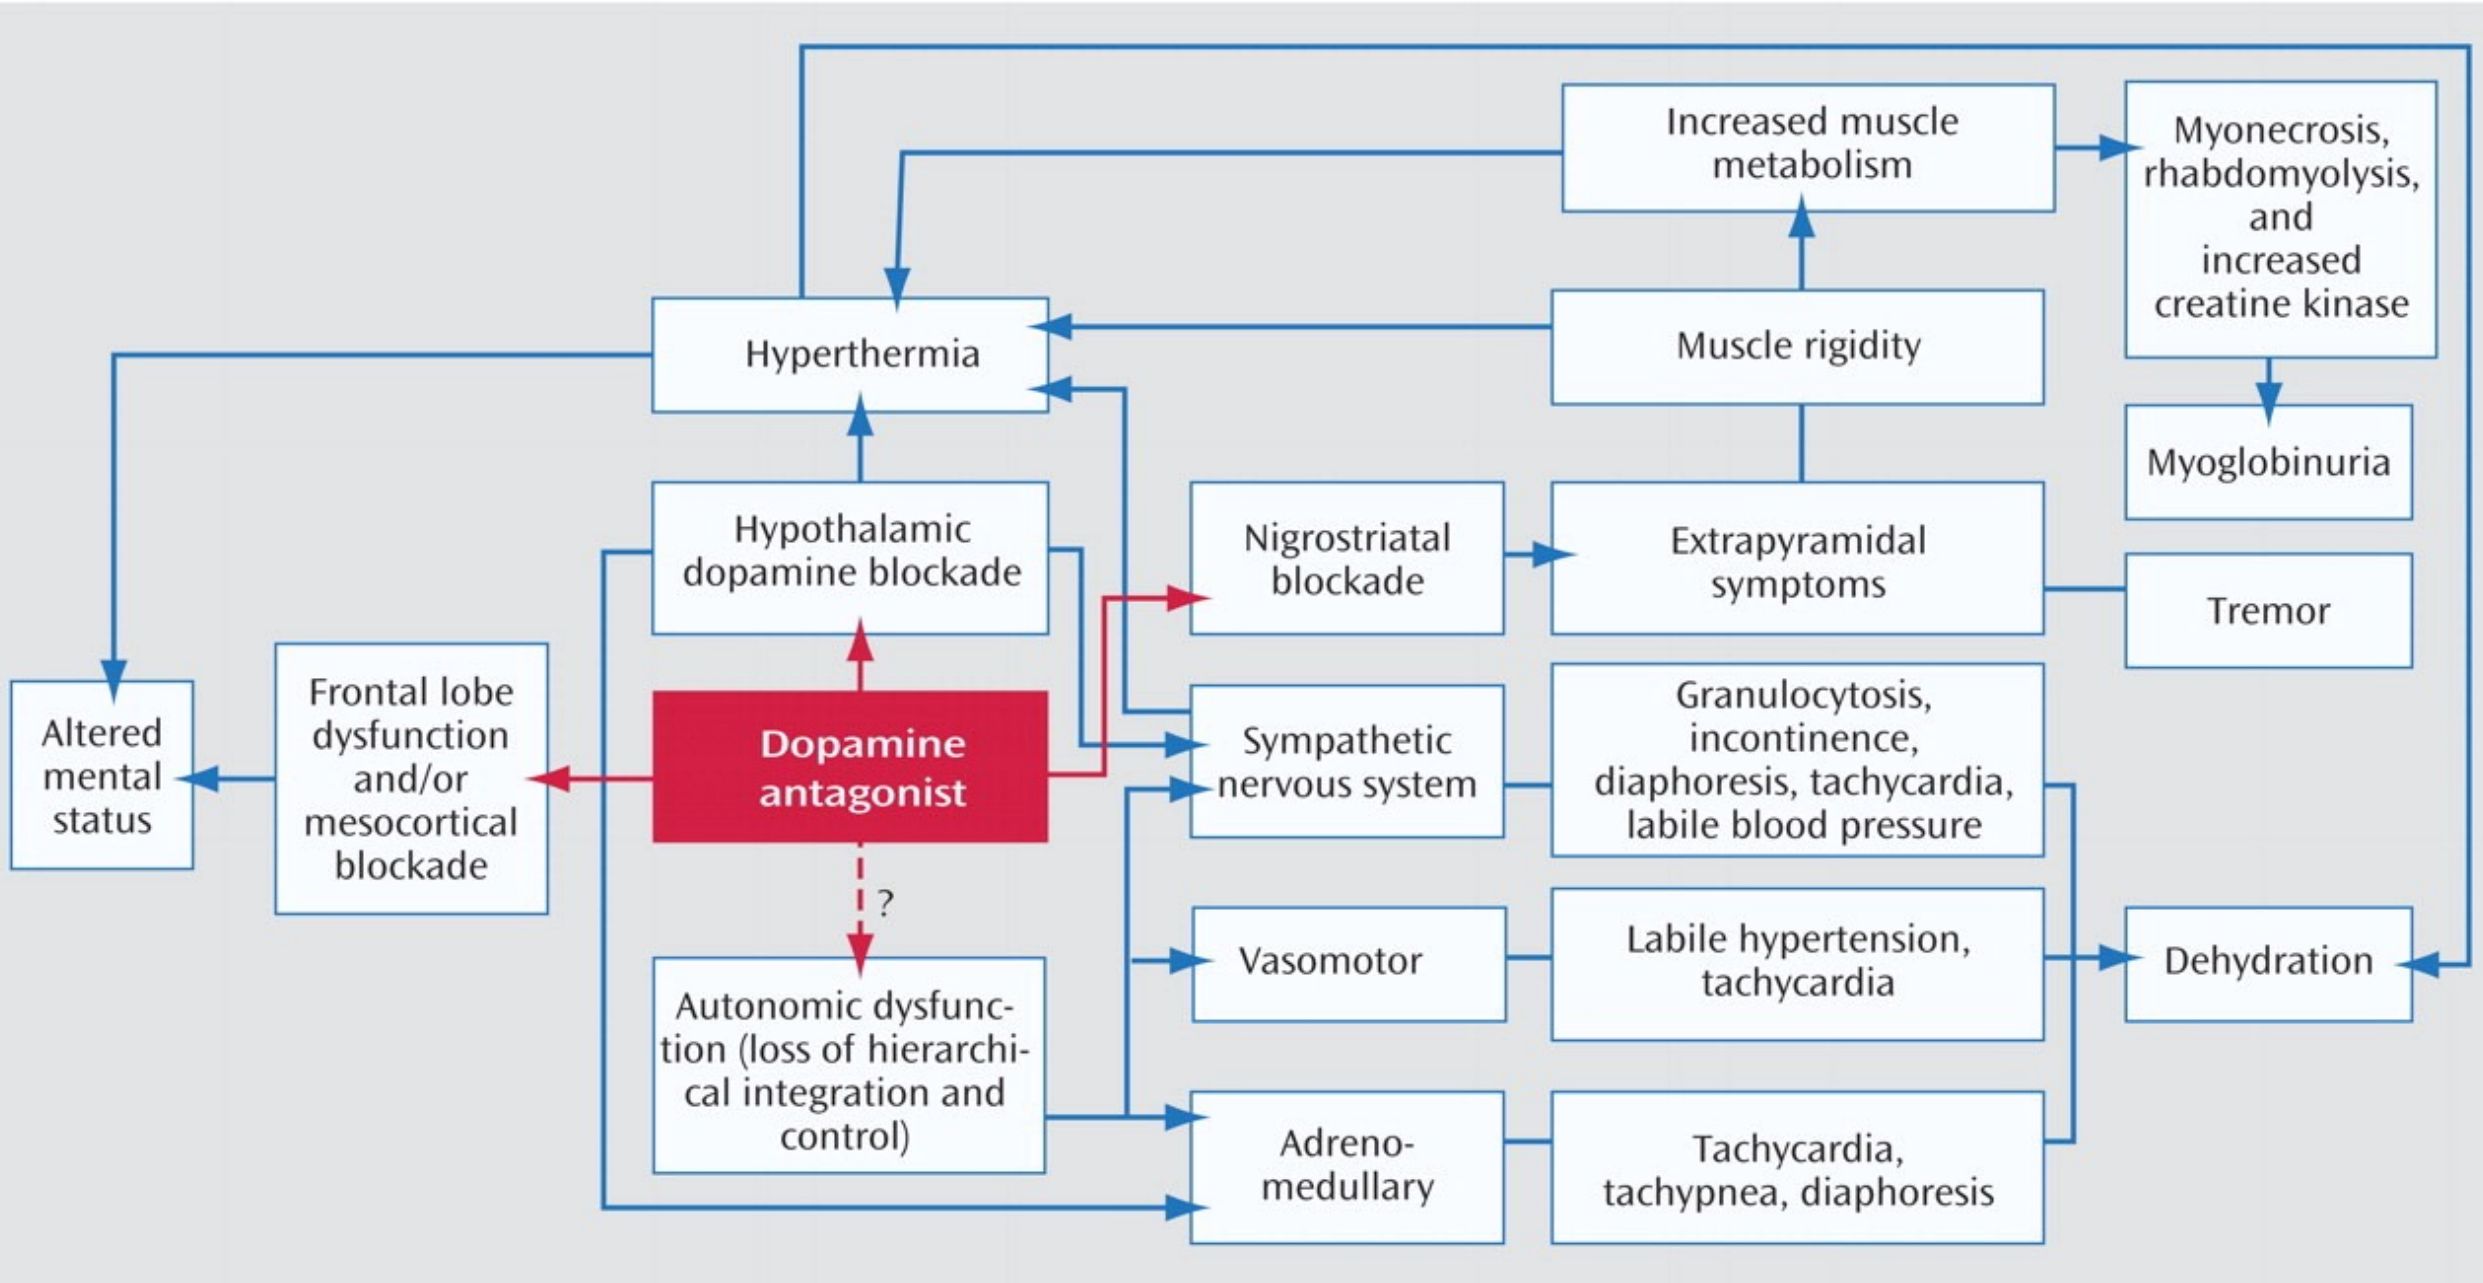 Increased muscle
metabolism
Myonecrosis,
rhabdomyolysis,
and
increased
creatine kinase
Hyperthermia
Muscle rigidity
Myoglobinuria
Hypothalamic
dopamine blockade
Nigrostriatal
blockade
Extrapyramidal
symptoms
Tremor
Altered
mental
status
Frontal lobe
dysfunction
and/or
mesocortical
blockade
Dopamine
antagonist
Sympathetic
nervous system
Granulocytosis,
incontinence,
diaphoresis, tachycardia,
labile blood pressure
?
Vasomotor
Labile hypertension,
tachycardia
Dehydration
Autonomic dysfunc-
tion (loss of hierarchi-
cal integration and
control)
Adreno-
medullary
Tachycardia,
tachypnea, diaphoresis